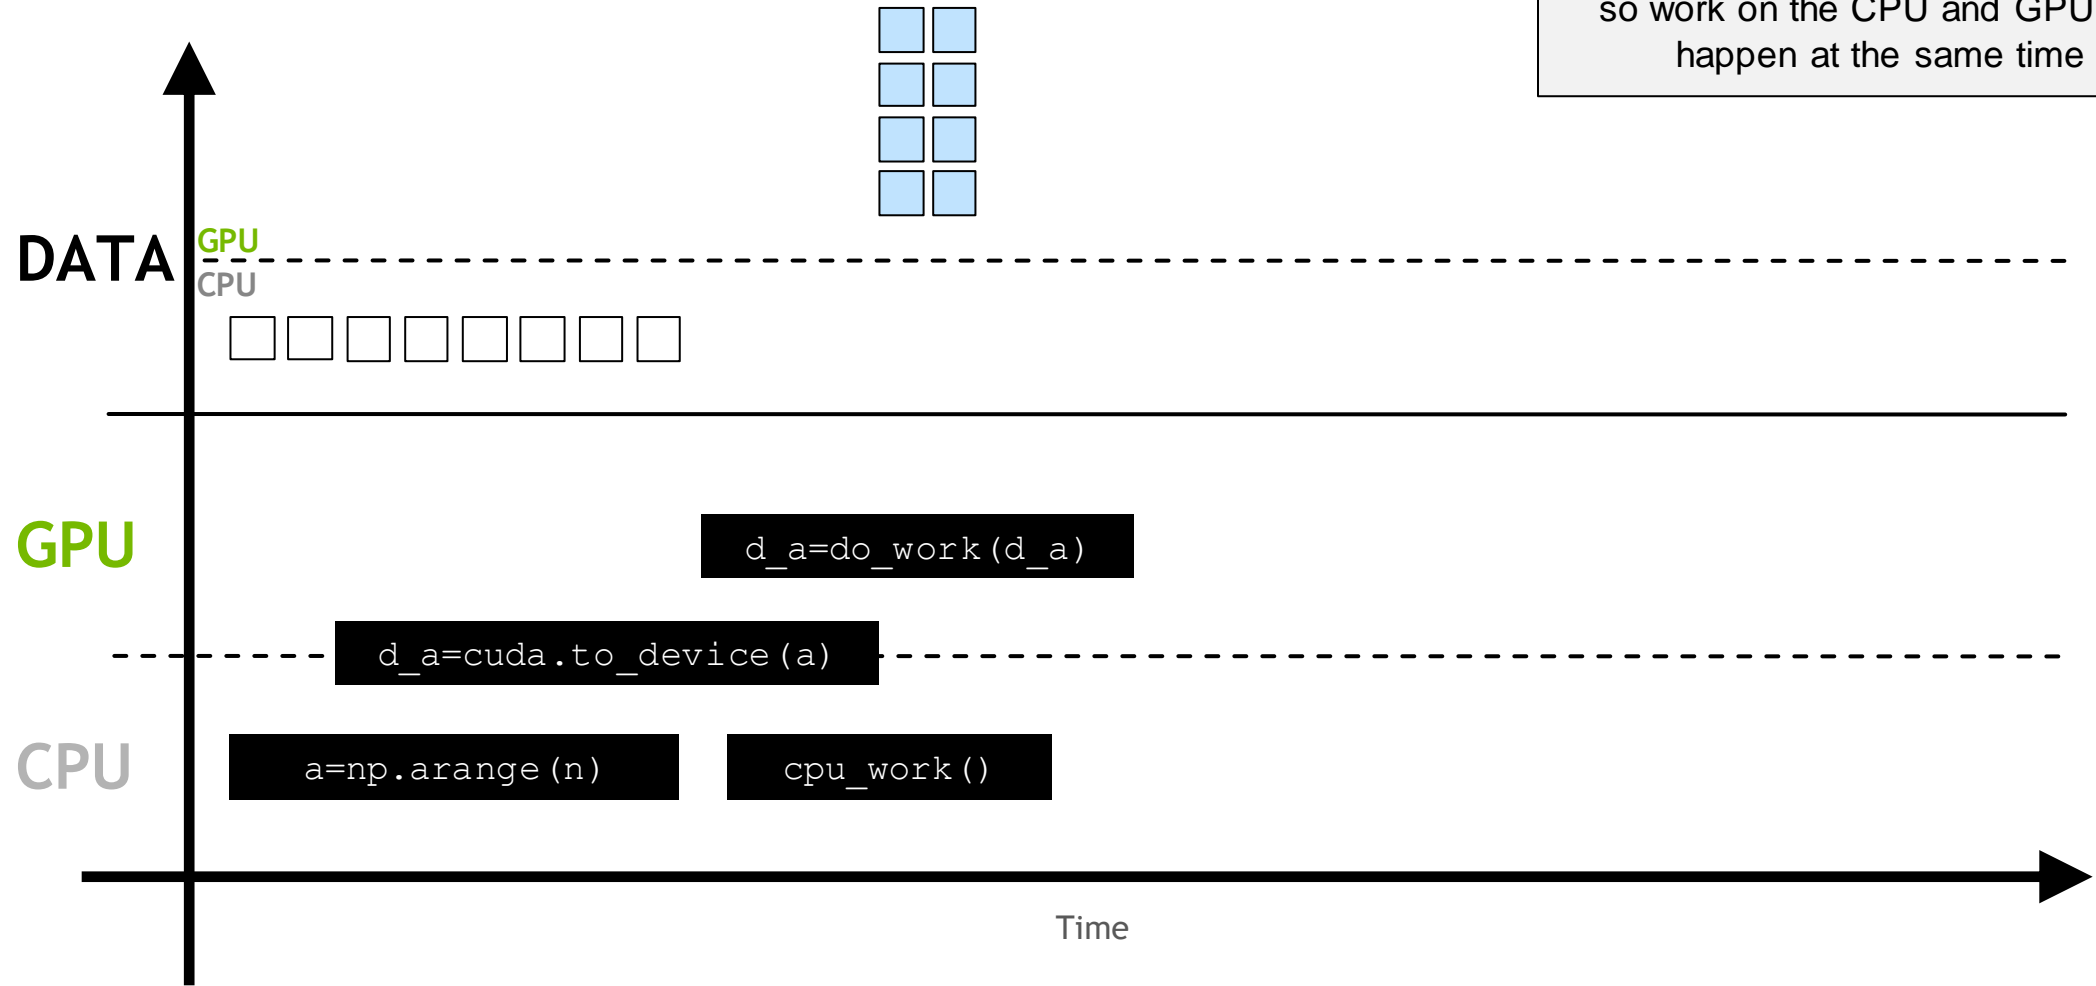 so work on the CPU and GPU
happen at the same time
DATA
GPU
CPU
GPU
d_a=do_work(d_a)
d_a=cuda.to_device(a)
CPU
a=np.arange(n)
cpu_work()
Time